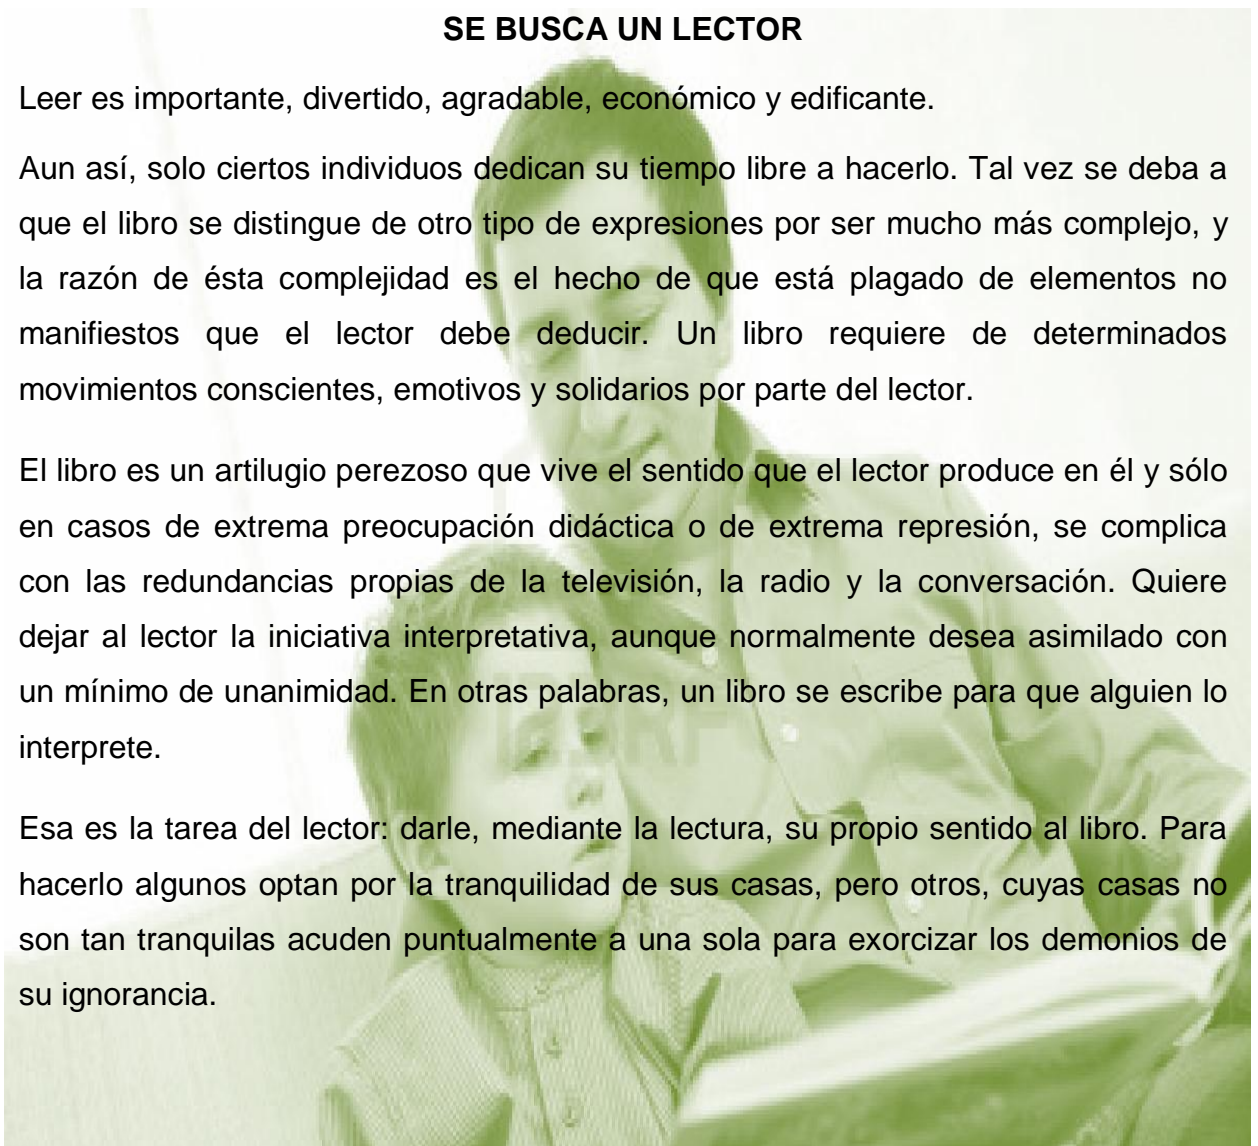 SE BUSCA UN LECTOR
Leer es importante, divertido, agradable, económico y edificante.
Aun así, solo ciertos individuos dedican su tiempo libre a hacerlo. Tal vez se deba a
que el libro se distingue de otro tipo de expresiones por ser mucho más complejo, y
la razón de ésta complejidad es el hecho de que está plagado de elementos no
manifiestos que el lector debe deducir. Un libro requiere de determinados
movimientos conscientes, emotivos y solidarios por parte del lector.
El libro es un artilugio perezoso que vive el sentido que el lector produce en él y sólo
en casos de extrema preocupación didáctica o de extrema represión, se complica
con las redundancias propias de la televisión, la radio y la conversación. Quiere
dejar al lector la iniciativa interpretativa, aunque normalmente desea asimilado con
un mínimo de unanimidad. En otras palabras, un libro se escribe para que alguien lo
interprete.
Esa es la tarea del lector: darle, mediante la lectura, su propio sentido al libro. Para
hacerlo algunos optan por la tranquilidad de sus casas, pero otros, cuyas casas no
son tan tranquilas acuden puntualmente a una sola para exorcizar los demonios de
su ignorancia.